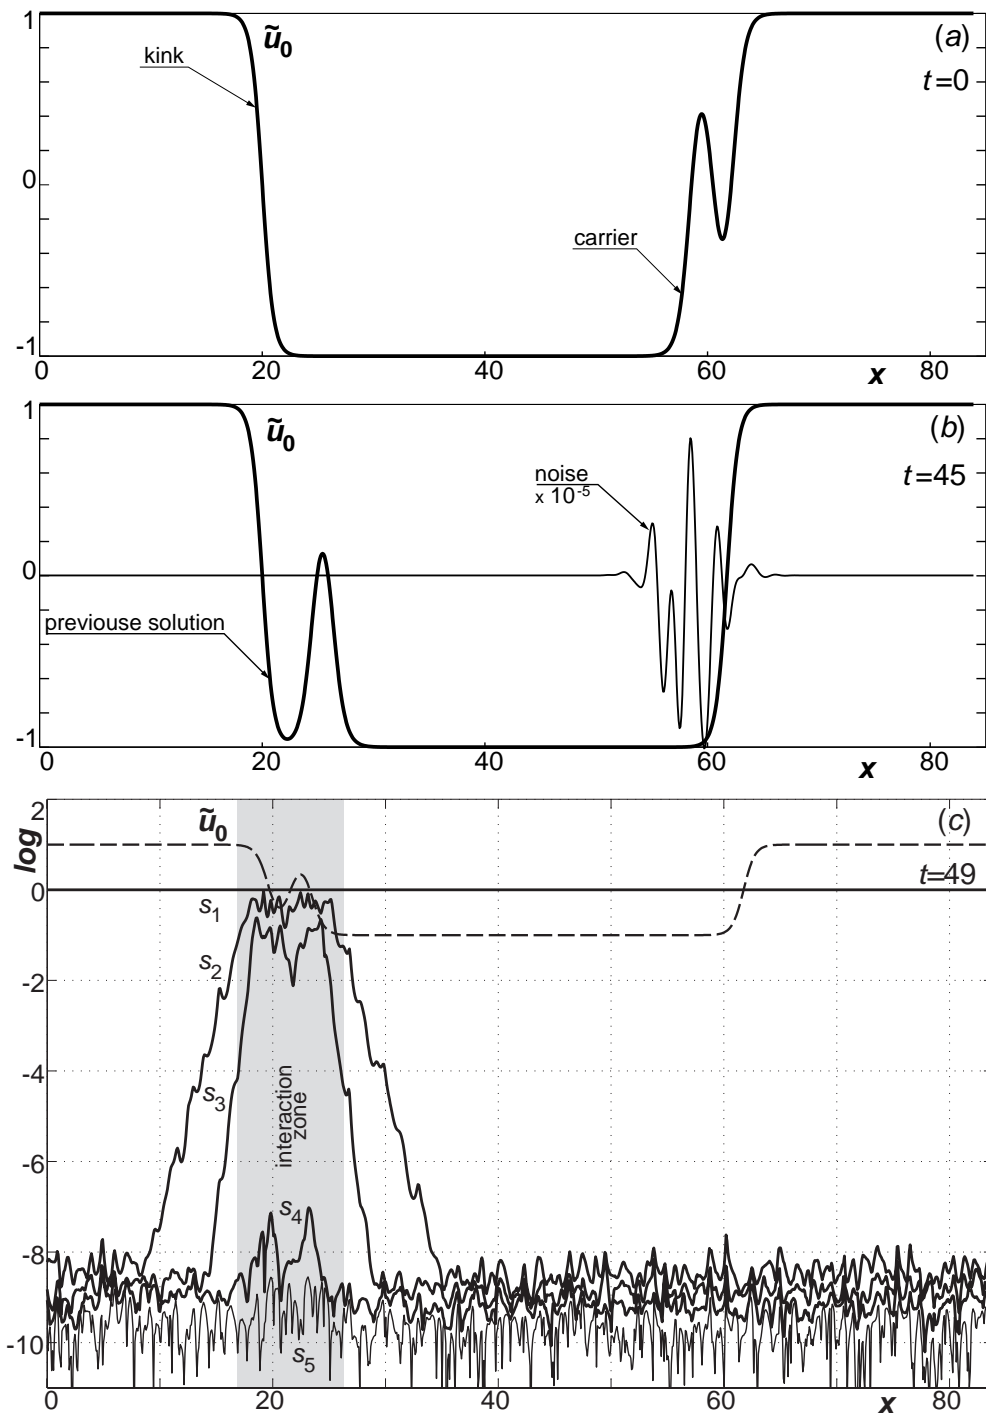 1
ũ₀
(a)
kink
t=0
0
carrier
-1
0
20
40
60
80
x
1
ũ₀
(b)
noise
x 10⁻⁵
t=45
0
previouse solution
-1
0
20
40
60
80
x
2
ũ₀
(c)
log
t=49
0
s₁
s₂
-2
-4
s₃
interaction
zone
-6
s₄
-8
-10
s₅
0
20
40
60
80
x